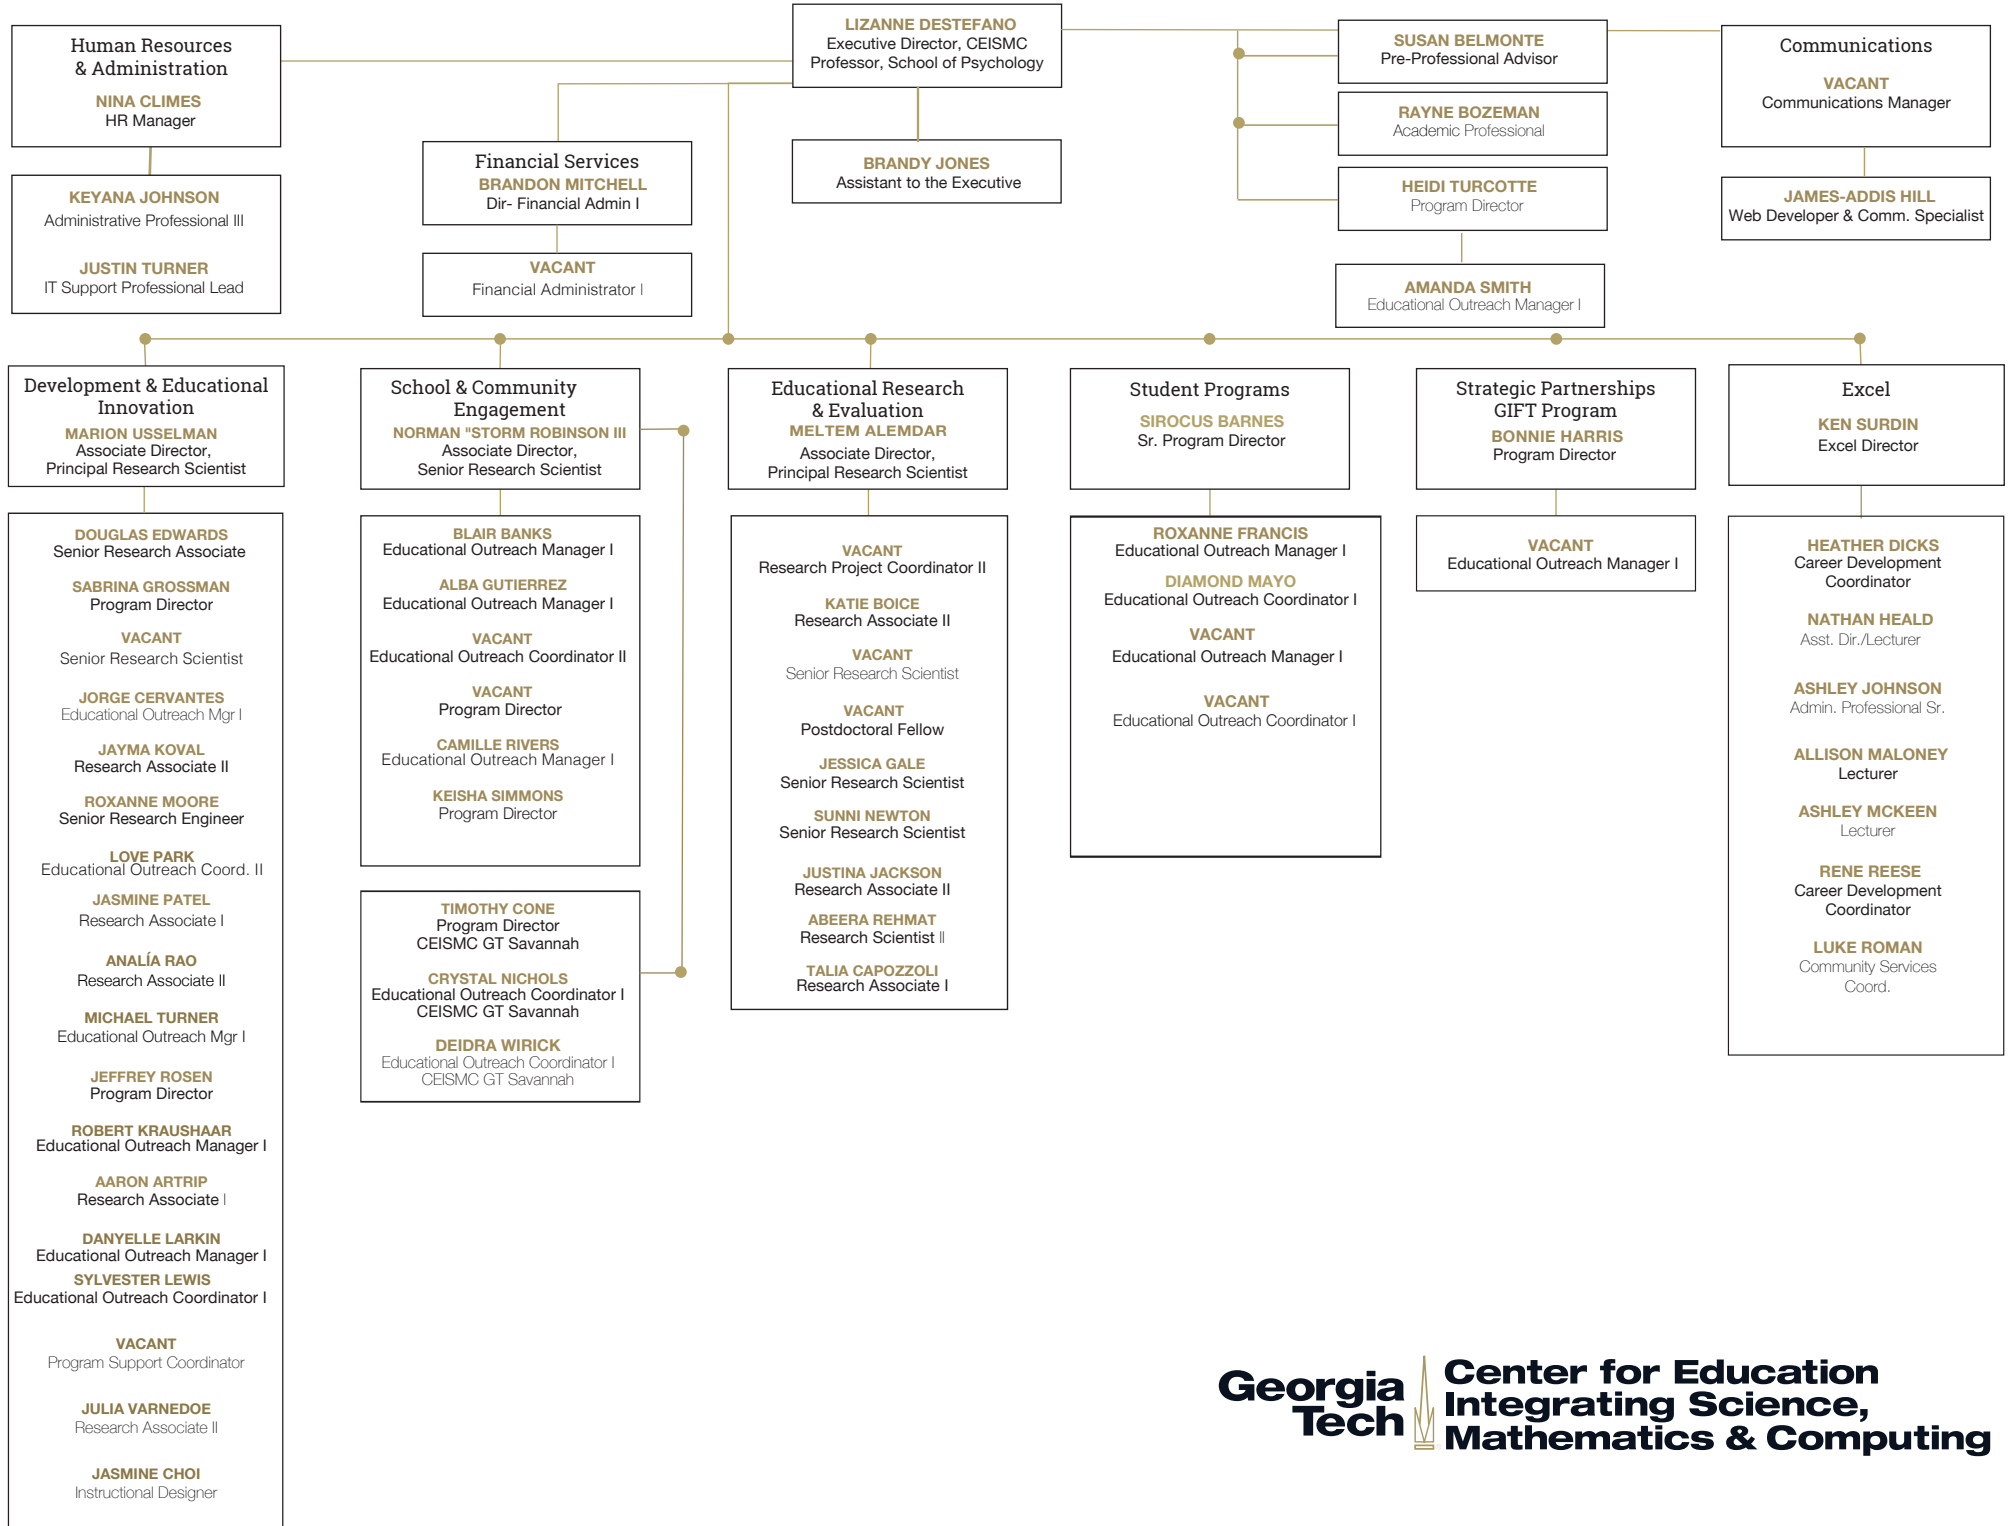 LIZANNE DESTEFANO
Executive Director, CEISMC
Professor, School of Psychology
Human Resources
& Administration
NINA CLIMES
HR Manager
KEYANA JOHNSON
Administrative Professional III
JUSTIN TURNER
IT Support Professional Lead
Financial Services
BRANDON MITCHELL
Dir- Financial Admin I
VACANT
Financial Administrator I
BRANDY JONES
Assistant to the Executive
SUSAN BELMONTE
Pre-Professional Advisor
RAYNE BOZEMAN
Academic Professional
HEIDI TURCOTTE
Program Director
AMANDA SMITH
Educational Outreach Manager I
Communications
VACANT
Communications Manager
JAMES-ADDIS HILL
Web Developer & Comm. Specialist
Development & Educational
Innovation
MARION USSELMAN
Associate Director,
Principal Research Scientist
DOUGLAS EDWARDS
Senior Research Associate
SABRINA GROSSMAN
Program Director
VACANT
Senior Research Scientist
JORGE CERVANTES
Educational Outreach Mgr I
JAYMA KOVAL
Research Associate II
ROXANNE MOORE
Senior Research Engineer
LOVE PARK
Educational Outreach Coord. II
JASMINE PATEL
Research Associate I
ANALÍA RAO
Research Associate II
MICHAEL TURNER
Educational Outreach Mgr I
JEFFREY ROSEN
Program Director
ROBERT KRAUSHAAR
Educational Outreach Manager I
AARON ARTRIP
Research Associate I
DANYELLE LARKIN
Educational Outreach Manager I
SYLVESTER LEWIS
Educational Outreach Coordinator I
VACANT
Program Support Coordinator
JULIA VARNEDOE
Research Associate II
JASMINE CHOI
Instructional Designer
School & Community
Engagement
NORMAN "STORM ROBINSON III
Associate Director,
Senior Research Scientist
BLAIR BANKS
Educational Outreach Manager I
ALBA GUTIERREZ
Educational Outreach Manager I
VACANT
Educational Outreach Coordinator II
VACANT
Program Director
CAMILLE RIVERS
Educational Outreach Manager I
KEISHA SIMMONS
Program Director
TIMOTHY CONE
Program Director
CEISMC GT Savannah
CRYSTAL NICHOLS
Educational Outreach Coordinator I
CEISMC GT Savannah
DEIDRA WIRICK
Educational Outreach Coordinator I
CEISMC GT Savannah
Educational Research
& Evaluation
MELTEM ALEMDAR
Associate Director,
Principal Research Scientist
VACANT
Research Project Coordinator II
KATIE BOICE
Research Associate II
VACANT
Senior Research Scientist
VACANT
Postdoctoral Fellow
JESSICA GALE
Senior Research Scientist
SUNNI NEWTON
Senior Research Scientist
JUSTINA JACKSON
Research Associate II
ABEERA REHMAT
Research Scientist II
TALIA CAPOZZOLI
Research Associate I
Student Programs
SIROCUS BARNES
Sr. Program Director
ROXANNE FRANCIS
Educational Outreach Manager I
DIAMOND MAYO
Educational Outreach Coordinator I
VACANT
Educational Outreach Manager I
VACANT
Educational Outreach Coordinator I
Strategic Partnerships
GIFT Program
BONNIE HARRIS
Program Director
VACANT
Educational Outreach Manager I
Excel
KEN SURDIN
Excel Director
HEATHER DICKS
Career Development
Coordinator
NATHAN HEALD
Asst. Dir./Lecturer
ASHLEY JOHNSON
Admin. Professional Sr.
ALLISON MALONEY
Lecturer
ASHLEY MCKEEN
Lecturer
RENE REESE
Career Development
Coordinator
LUKE ROMAN
Community Services
Coord.
Georgia
Tech
Center for Education
Integrating Science,
Mathematics & Computing